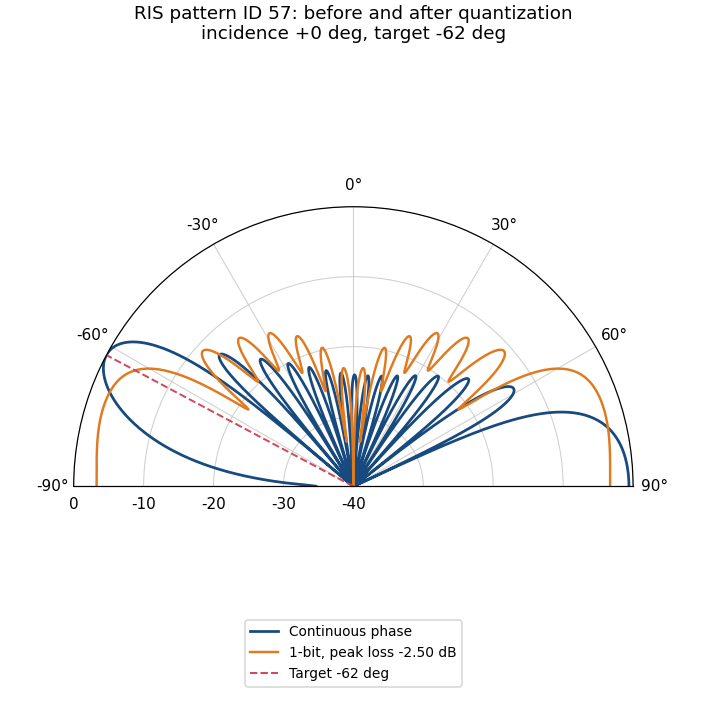 RIS pattern ID 57: before and after quantization
incidence +0 deg, target -62 deg
0°
-30°
30°
-60°
60°
-90°
90°
0
-10
-20
-30
-40
Continuous phase
1-bit, peak loss -2.50 dB
Target -62 deg